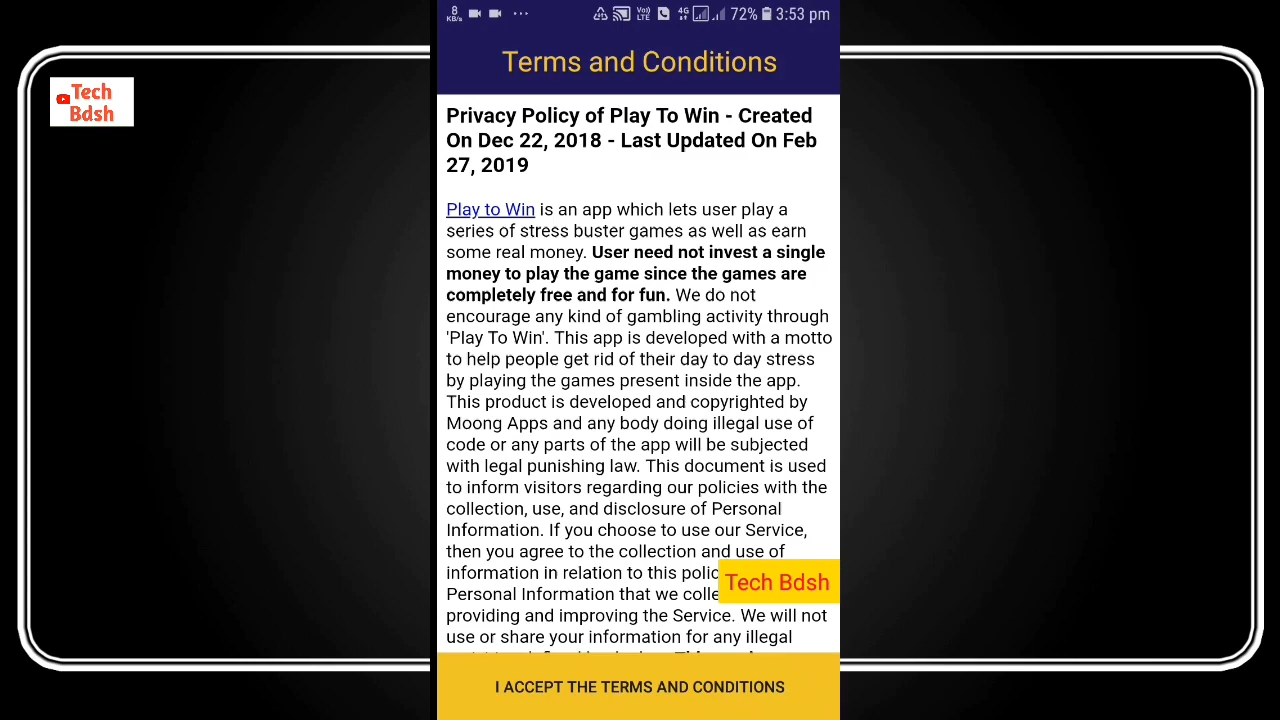 8
KB/s
Vo)
LTE
4G
72%
3:53 pm
Terms and Conditions
Tech
Bdsh
Privacy Policy of Play To Win - Created
On Dec 22, 2018 - Last Updated On Feb
27, 2019
Play to Win is an app which lets user play a
series of stress buster games as well as earn
some real money. User need not invest a single
money to play the game since the games are
completely free and for fun. We do not
encourage any kind of gambling activity through
'Play To Win'. This app is developed with a motto
to help people get rid of their day to day stress
by playing the games present inside the app.
This product is developed and copyrighted by
Moong Apps and any body doing illegal use of
code or any parts of the app will be subjected
with legal punishing law. This document is used
to inform visitors regarding our policies with the
collection, use, and disclosure of Personal
Information. If you choose to use our Service,
then you agree to the collection and use of
information in relation to this
Tech Bdsh
Personal Information that we
providing and improving the Service. We will not
use or share your information for any illegal
I ACCEPT THE TERMS AND CONDITIONS